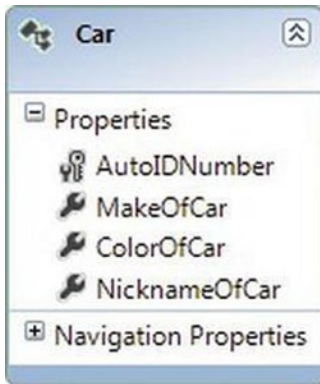 Car
Properties
AutoIDNumber
MakeOfCar
ColorOfCar
NicknameOfCar
Navigation Properties